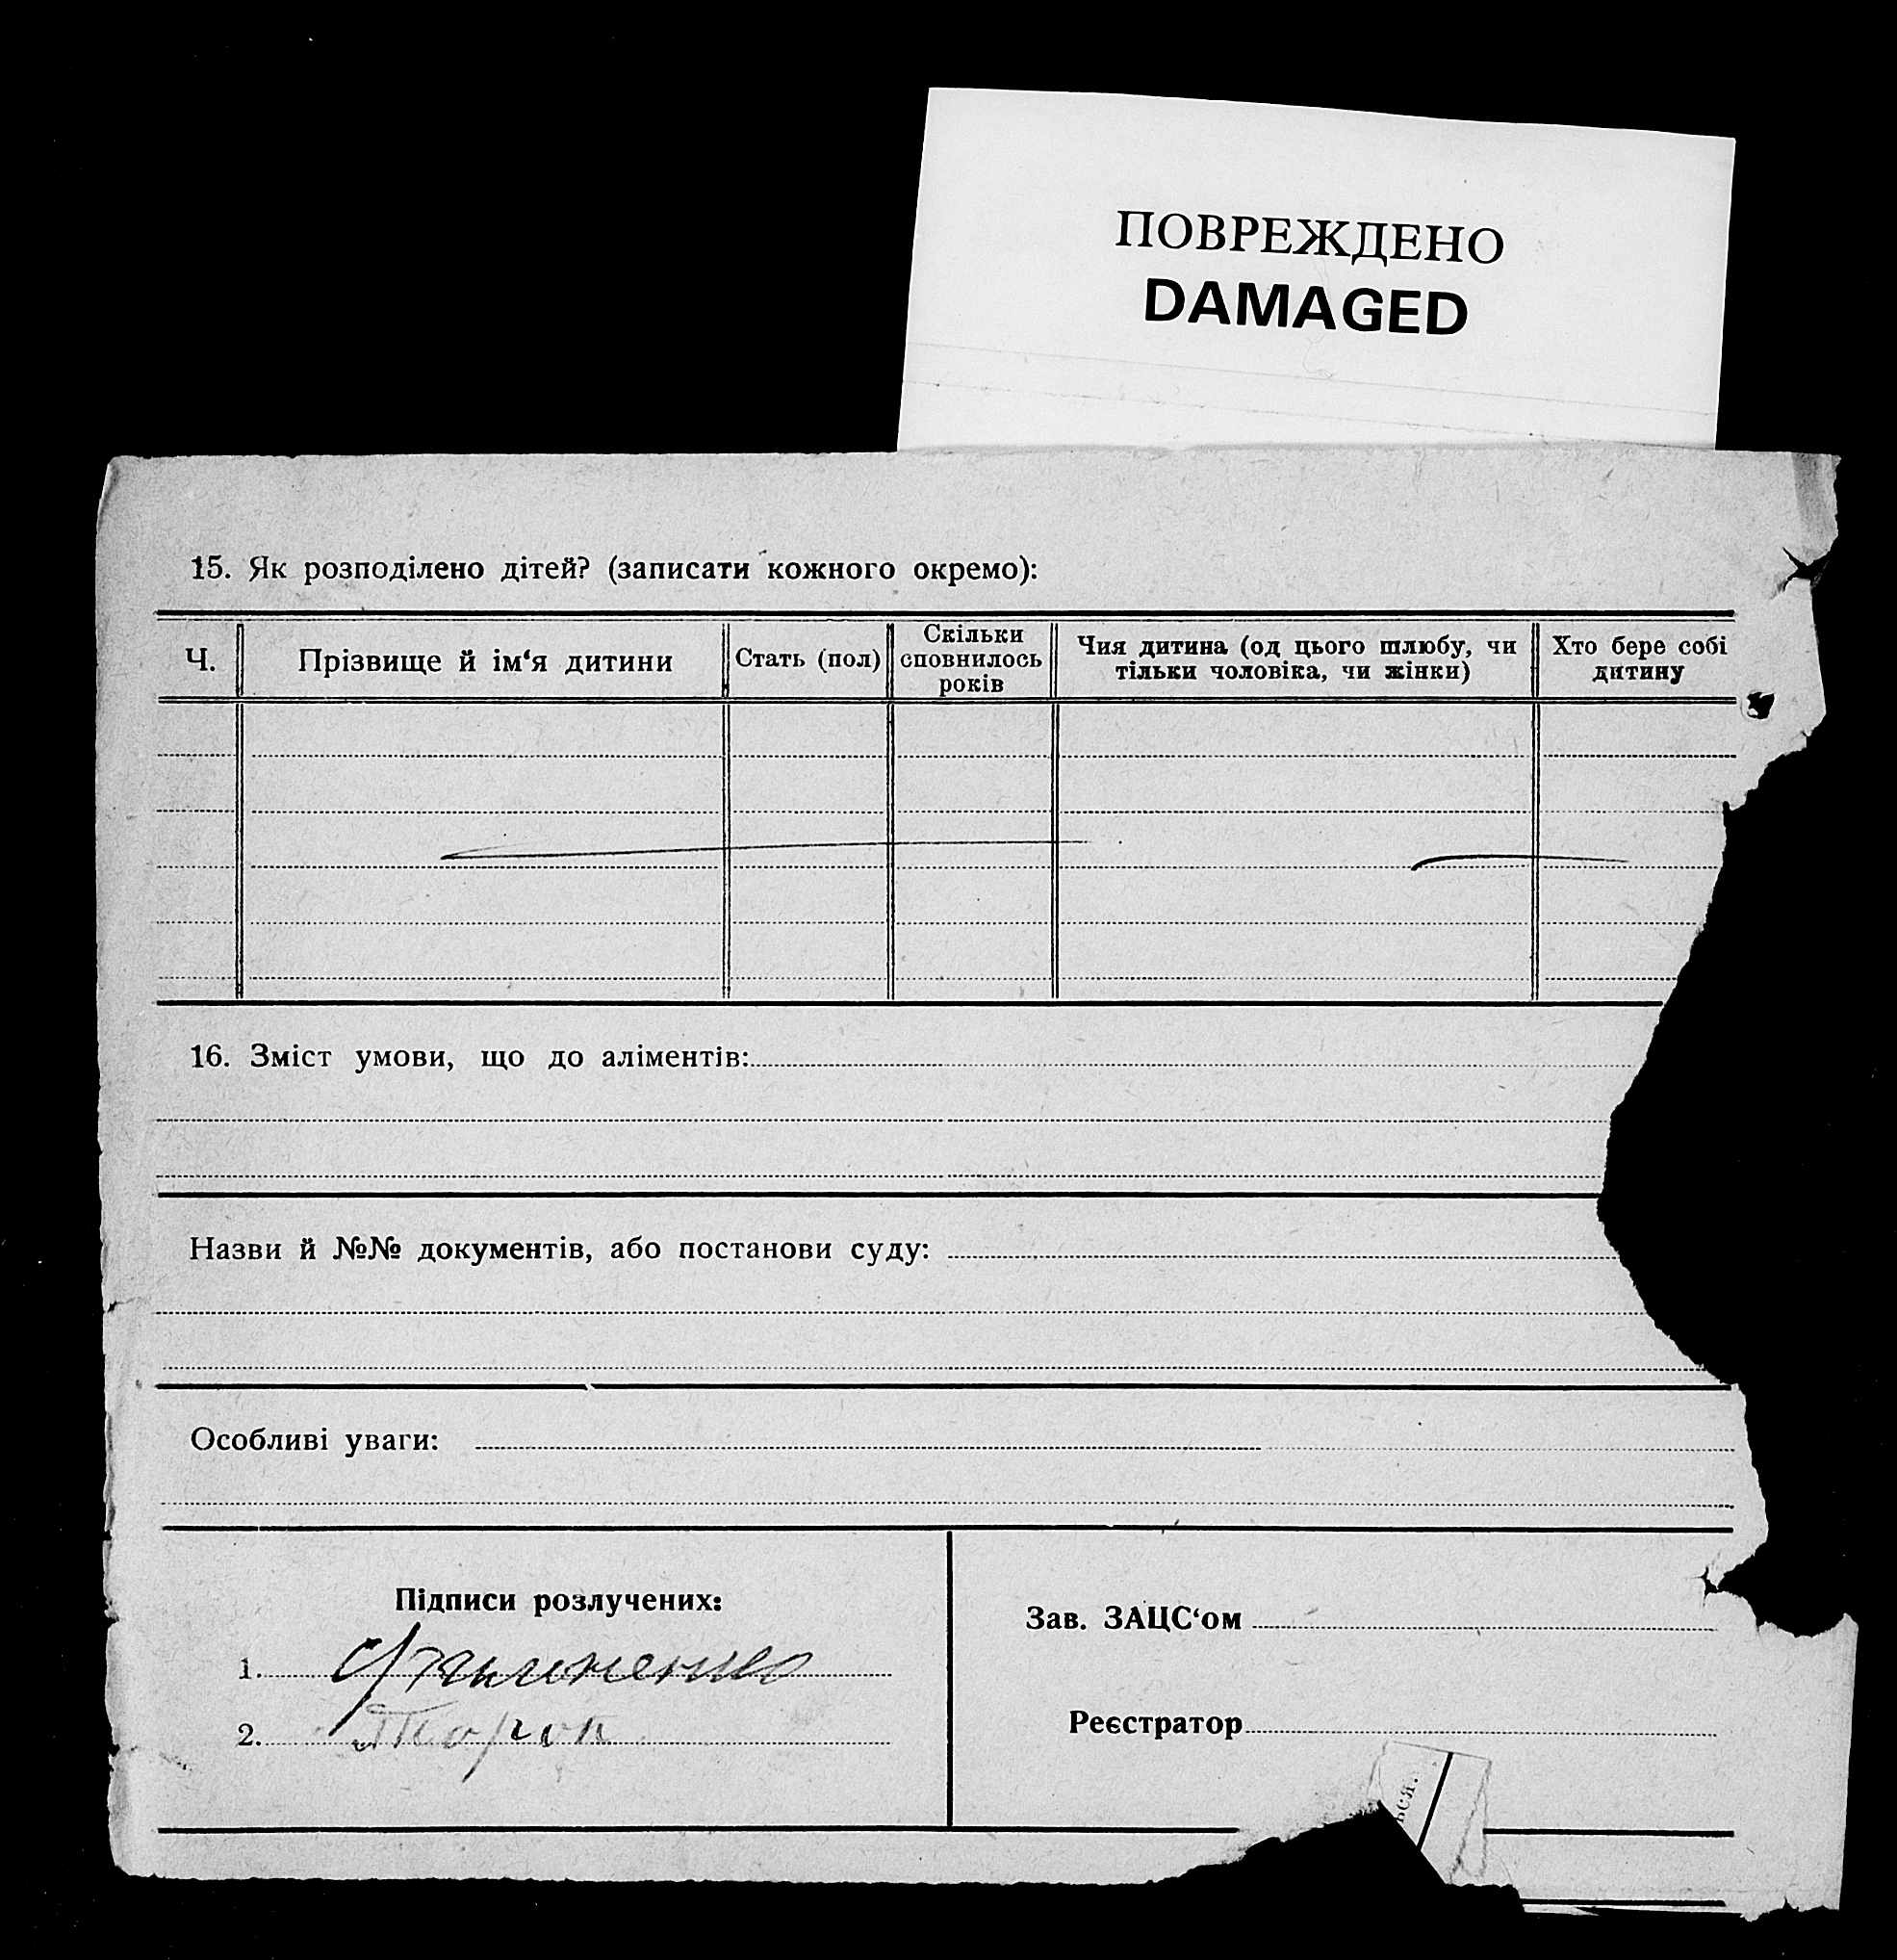 ПОВРЕЖДЕНО
DAMAGED
15. Як розподілено дітей? (записати кожного окремо):
Ч.
Прізвище й ім‘я дитини
Стать (пол)
Скільки
сповнилось
років
Чия дитина (од цього шлюбу, чи
тільки чоловіка, чи жінки)
Хто бере собі
дитину
16. Зміст умови, що до аліментів:
Назви й №№ документів, або постанови суду:
Особливі уваги:
Підписи розлучених:
1.
2.
Зав. ЗАЦС‘ом
Реєстратор
ься.